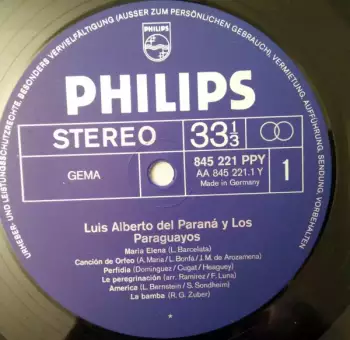 URHEBER- UND LEISTUNGSSCHUTZRECHTE, BESONDERS VERVIELFÄLTIGUNG (AUSSER ZUM PERSÖNLICHEN GEBRAUCH), VERMIETUNG, AUFFÜHRUNG, SENDUNG, VORBEHALTEN
PHILIPS
PHILIPS
STEREO 33 1/3
GEMA
845 221 PPY
AA 845 221.1 Y
Made in Germany
1
Luis Alberto del Paraná y Los
Paraguayos
Maria Elena (L. Barcelata)
Canción de Orfeo (A. Maria / L. Bonfá / J. M. de Arozamena)
Perfidia (Dominguez / Cugat / Heaguey)
La peregrinación (arr. Ramirez / F. Luna)
America (L. Bernstein / S. Sondheim)
La bamba (R. G. Zuber)
*